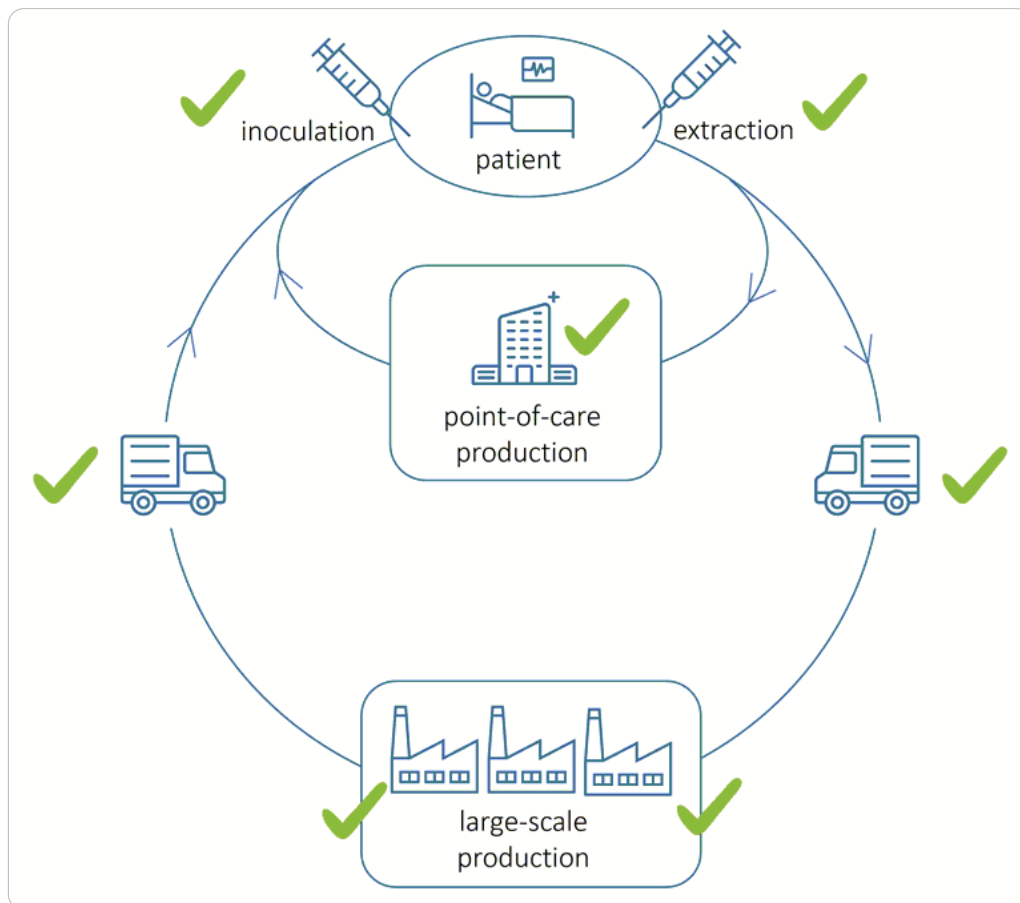 inoculation
extraction
patient
point-of-care
production
large-scale
production